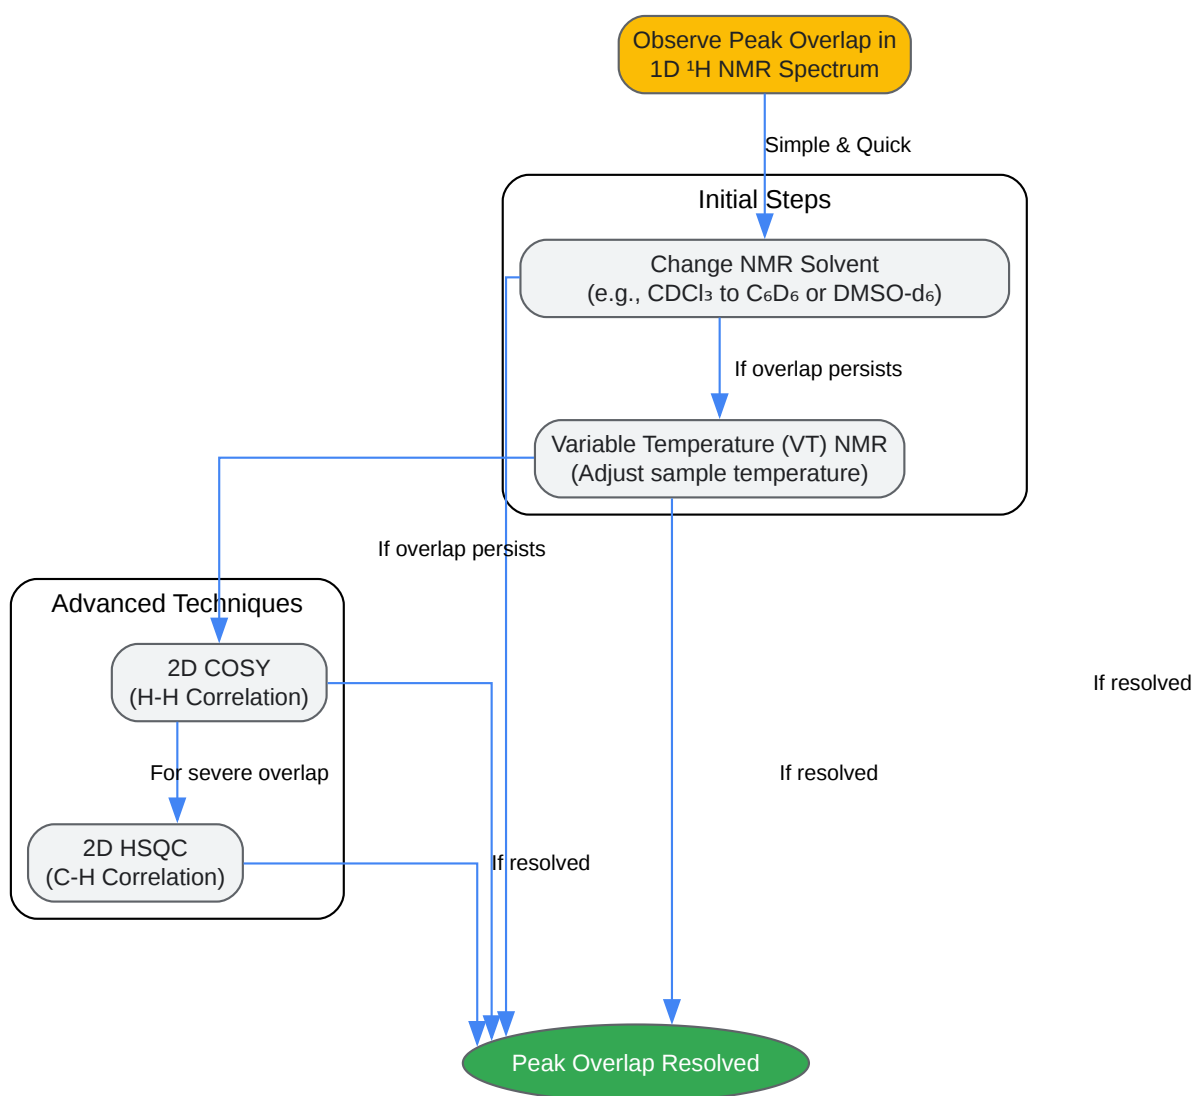 Observe Peak Overlap in
1D ¹H NMR Spectrum
Simple & Quick
Initial Steps
Change NMR Solvent
(e.g., CDCl₃ to C₆D₆ or DMSO-d₆)
If overlap persists
Variable Temperature (VT) NMR
(Adjust sample temperature)
If overlap persists
Advanced Techniques
2D COSY
(H-H Correlation)
If resolved
For severe overlap
If resolved
2D HSQC
(C-H Correlation)
If resolved
Peak Overlap Resolved